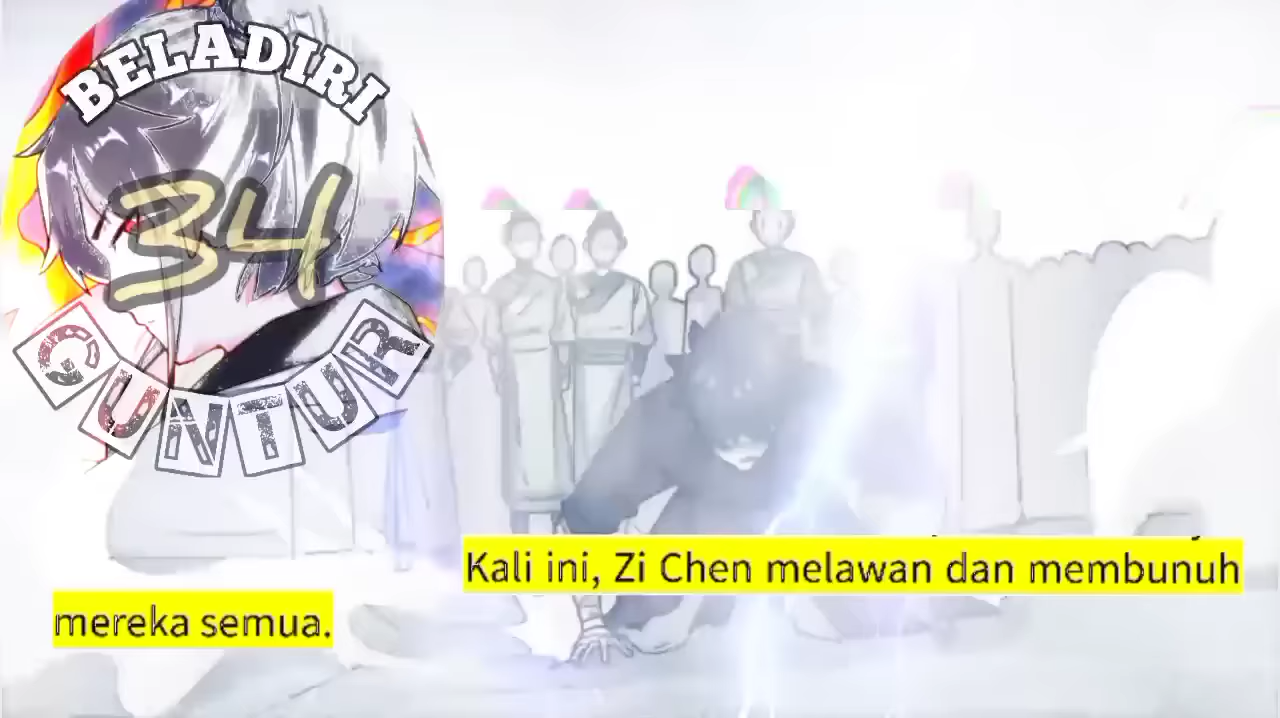 BELADIRI
34
GUNTUR
Kali ini, Zi Chen melawan dan membunuh
mereka semua.